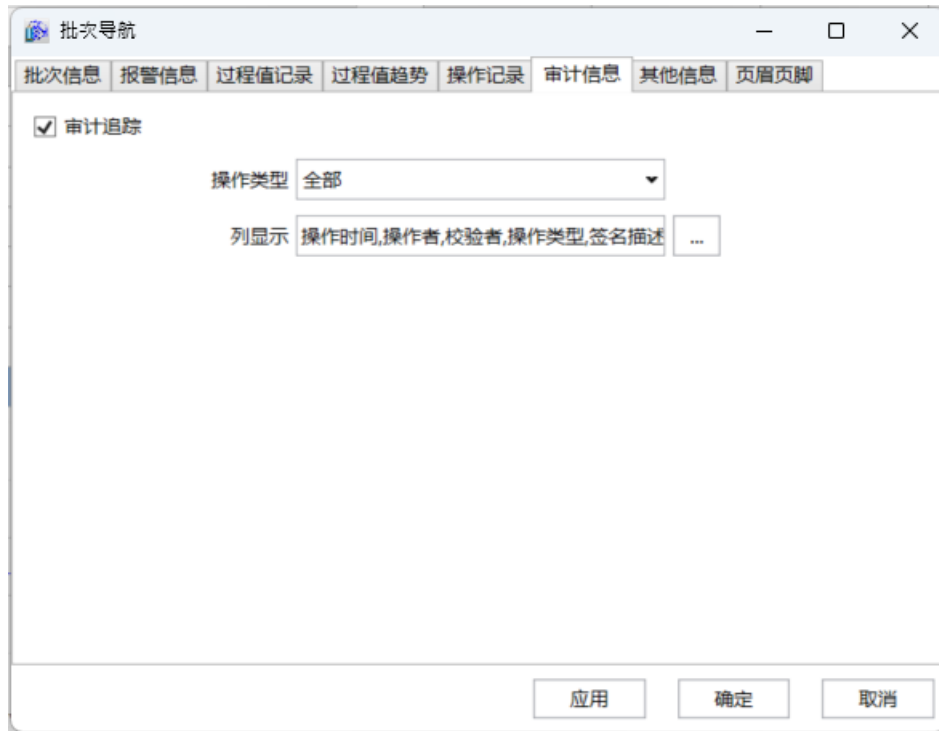 批次导航
批次信息 报警信息 过程值记录 过程值趋势 操作记录 审计信息 其他信息 页眉页脚
审计追踪
操作类型 全部
列显示 操作时间,操作者,校验者,操作类型,签名描述 ...
应用 确定 取消